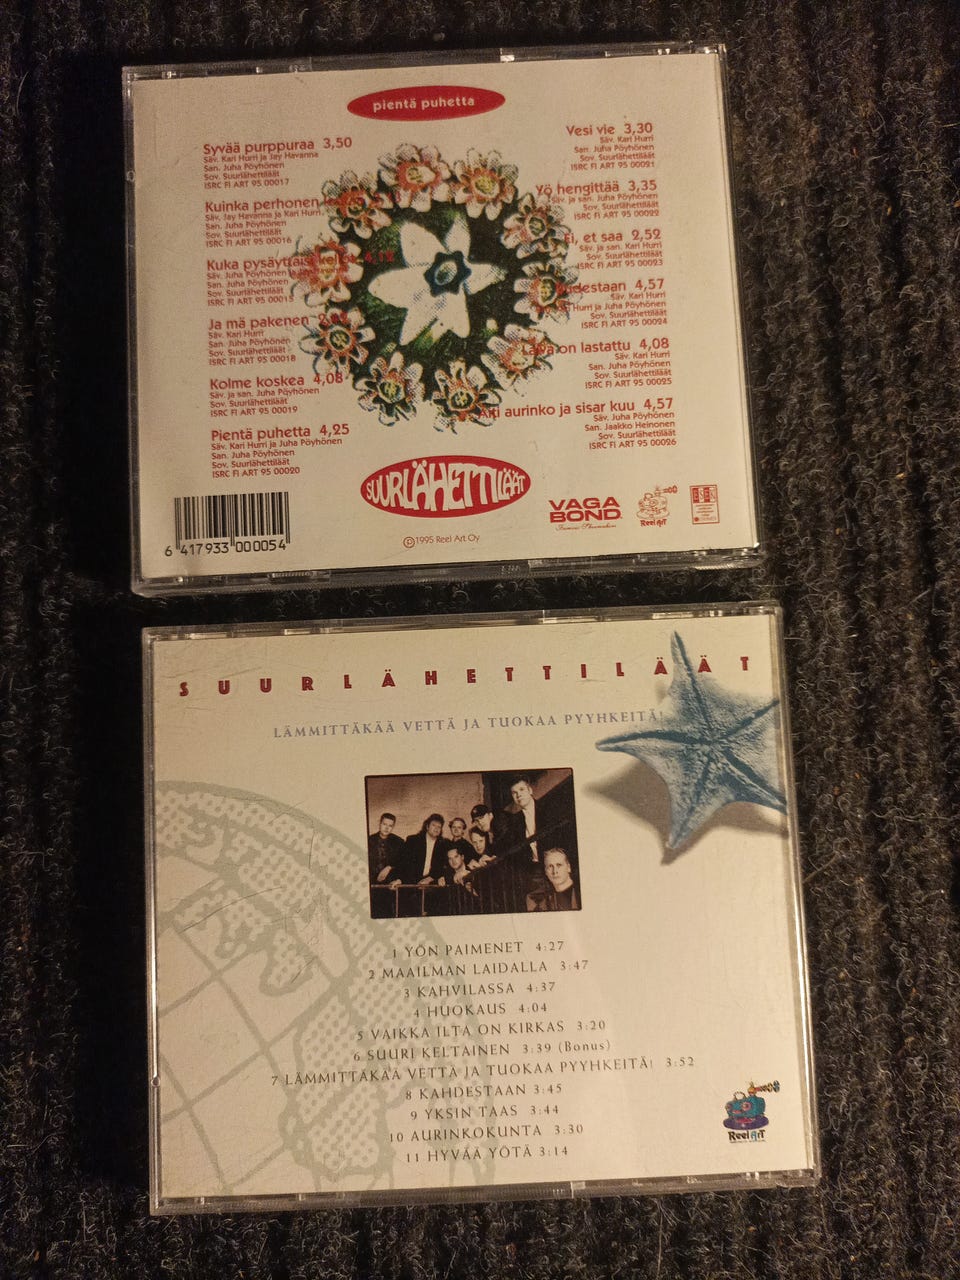 pientä puhetta
Syvää purppuraa 3,50
Säv. Kari Hurri ja Jay Havanna
San. Juha Pöyhönen
Sov. Suurlähettiläät
ISRC FI ART 95 00017
Kuinka perhonen
Säv. Jay Havanna ja Kari Hurri
San. Juha Pöyhönen
Sov. Suurlähettiläät
ISRC FI ART 95 00016
Kuka pysäyttäisi kellot 4,12
Säv. Juha Pöyhönen
San. Juha Pöyhönen
Sov. Suurlähettiläät
ISRC FI ART 95 00015
Ja mä pakenen
Säv. Kari Hurri
San. Juha Pöyhönen
Sov. Suurlähettiläät
ISRC FI ART 95 00018
Kolme koskea 4,08
Säv. ja san. Juha Pöyhönen
Sov. Suurlähettiläät
ISRC FI ART 95 00019
Pientä puhetta 4,25
Säv. Kari Hurri ja Juha Pöyhönen
San. Juha Pöyhönen
Sov. Suurlähettiläät
ISRC FI ART 95 00020
Vesi vie 3,30
Säv. Kari Hurri
San. Juha Pöyhönen
Sov. Suurlähettiläät
ISRC FI ART 95 00021
Yö hengittää 3,35
Säv. ja san. Juha Pöyhönen
Sov. Suurlähettiläät
ISRC FI ART 95 00022
Ei, et saa 2,52
Säv. ja san. Kari Hurri
Sov. Suurlähettiläät
ISRC FI ART 95 00023
4,57
Säv. Kari Hurri
Hurri ja Juha Pöyhönen
Sov. Suurlähettiläät
ISRC FI ART 95 00024
Laiva on lastattu 4,08
Säv. Kari Hurri
San. Juha Pöyhönen
Sov. Suurlähettiläät
ISRC FI ART 95 00025
Äiti aurinko ja sisar kuu 4,57
Säv. Juha Pöyhönen
San. Jaakko Heinonen
Sov. Suurlähettiläät
ISRC FI ART 95 00026
SUURLÄHETTILÄÄT
VAGA
BOND
Reel Art
6 417933 000054
Ⓟ1995 Reel Art Oy
SUURLÄHETTILÄÄT
LÄMMITTÄKÄÄ VETTÄ JA TUOKAA PYYHKEITÄ!
1 YÖN PAIMENET 4:27
2 MAAILMAN LAIDALLA 3:47
3 KAHVILASSA 4:37
4 HUOKAUS 4:04
5 VAIKKA ILTA ON KIRKAS 3:20
6 SUURI KELTAINEN 3:39 (Bonus)
7 LÄMMITTÄKÄÄ VETTÄ JA TUOKAA PYYHKEITÄ! 3:52
8 KAHDESTAAN 3:45
9 YKSIN TAAS 3:44
10 AURINKOKUNTA 3:30
11 HYVÄÄ YÖTÄ 3:14
Reel Art